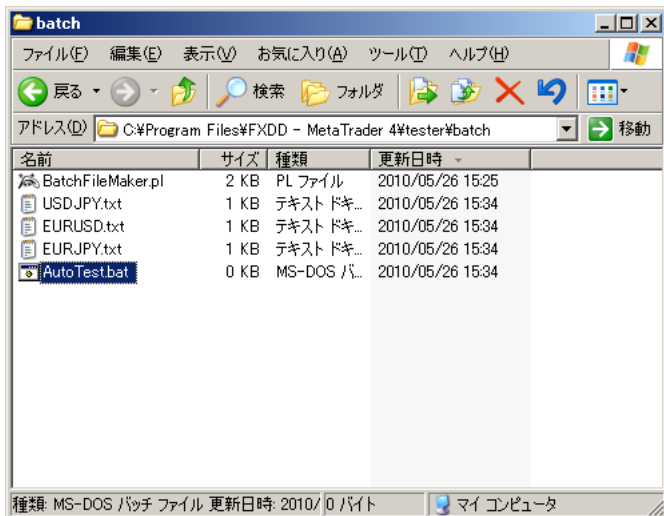 batch
ファイル(F) 編集(E) 表示(V) お気に入り(A) ツール(T) ヘルプ(H)
戻る 検索 フォルダ
アドレス(D) C:¥Program Files¥FXDD - MetaTrader 4¥tester¥batch 移動
名前 サイズ 種類 更新日時
BatchFileMaker.pl 2 KB PL ファイル 2010/05/26 15:25
USDJPY.txt 1 KB テキスト ドキ... 2010/05/26 15:34
EURUSD.txt 1 KB テキスト ドキ... 2010/05/26 15:34
EURJPY.txt 1 KB テキスト ドキ... 2010/05/26 15:34
AutoTest.bat 0 KB MS-DOS バ... 2010/05/26 15:34
種類: MS-DOS バッチ ファイル 更新日時: 2010/ 0 バイト マイ コンピュータ